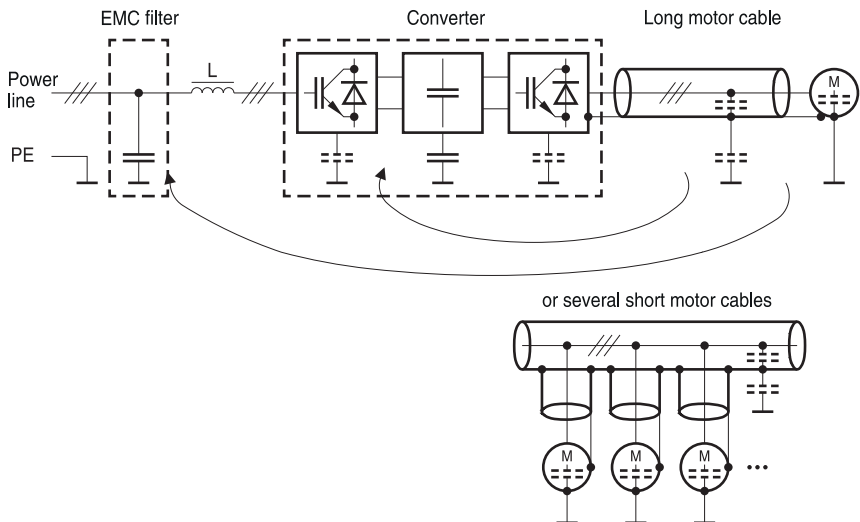 EMC filter
Converter
Long motor cable
Power
line
L
M
PE
or several short motor cables
M
M
M